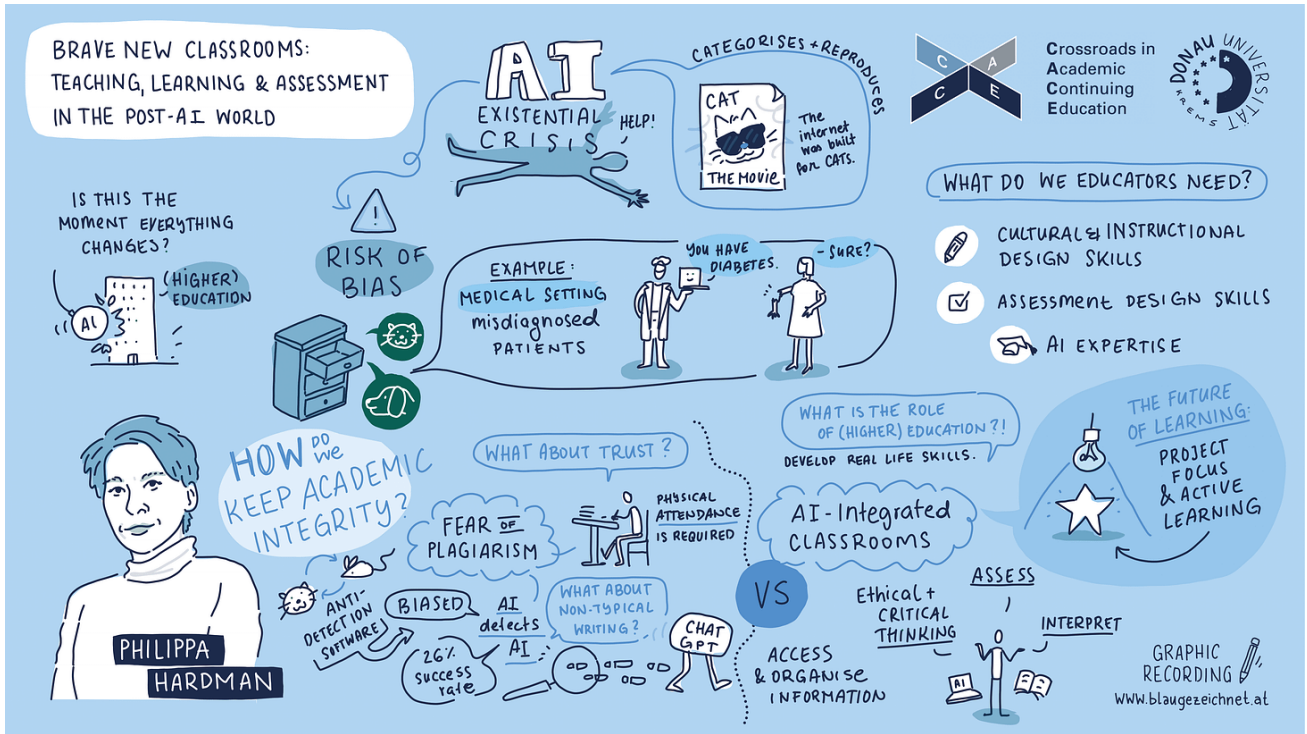 BRAVE NEW CLASSROOMS:
TEACHING, LEARNING & ASSESSMENT
IN THE POST-AI WORLD
AI
EXISTENTIAL
CRISIS
HELP!
CATEGORISES + REPRODUCES
CAT
THE MOVIE
The
internet
was built
for CATS.
C A
C E
Crossroads in
Academic
Continuing
Education
DONAU UNIVERSITÄT
KREMS
IS THIS THE
MOMENT EVERYTHING
CHANGES?
(HIGHER)
EDUCATION
AI
!
RISK OF
BIAS
EXAMPLE:
MEDICAL SETTING
misdiagnosed
PATIENTS
YOU HAVE
DIABETES.
- SURE?
WHAT DO WE EDUCATORS NEED?
CULTURAL & INSTRUCTIONAL
DESIGN SKILLS
ASSESSMENT DESIGN SKILLS
AI EXPERTISE
PHILIPPA
HARDMAN
HOW DO
WE
KEEP ACADEMIC
INTEGRITY?
WHAT ABOUT TRUST?
FEAR OF
PLAGIARISM
PHYSICAL
ATTENDANCE
IS REQUIRED
ANTI-
DETECTION
SOFTWARE
BIASED
AI
detects
AI
26%
success
rate
WHAT ABOUT
NON-TYPICAL
WRITING?
CHAT
GPT
VS
WHAT IS THE ROLE
OF (HIGHER) EDUCATION?!
DEVELOP REAL LIFE SKILLS.
AI-Integrated
CLASSROOMS
THE FUTURE
OF LEARNING:
PROJECT
FOCUS
& ACTIVE
LEARNING
Ethical +
CRITICAL
THINKING
ASSESS
INTERPRET
ACCESS
& ORGANISE
INFORMATION
AI
GRAPHIC
RECORDING
www.blaugezeichnet.at